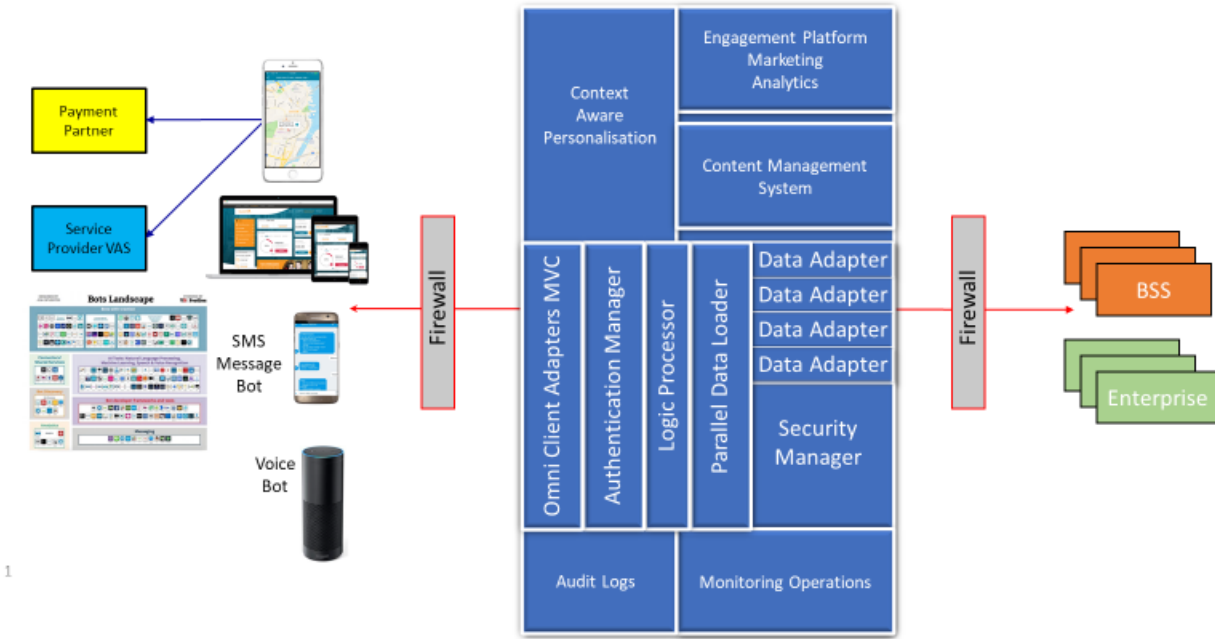 Payment
Partner
Service
Provider VAS
Bots Landscape
SMS
Message
Bot
Voice
Bot
Firewall
Context
Aware
Personalisation
Engagement Platform
Marketing
Analytics
Content Management
System
Omni Client Adapters MVC
Authentication Manager
Logic Processor
Parallel Data Loader
Data Adapter
Data Adapter
Data Adapter
Data Adapter
Security
Manager
Audit Logs
Monitoring Operations
Firewall
BSS
Enterprise
1